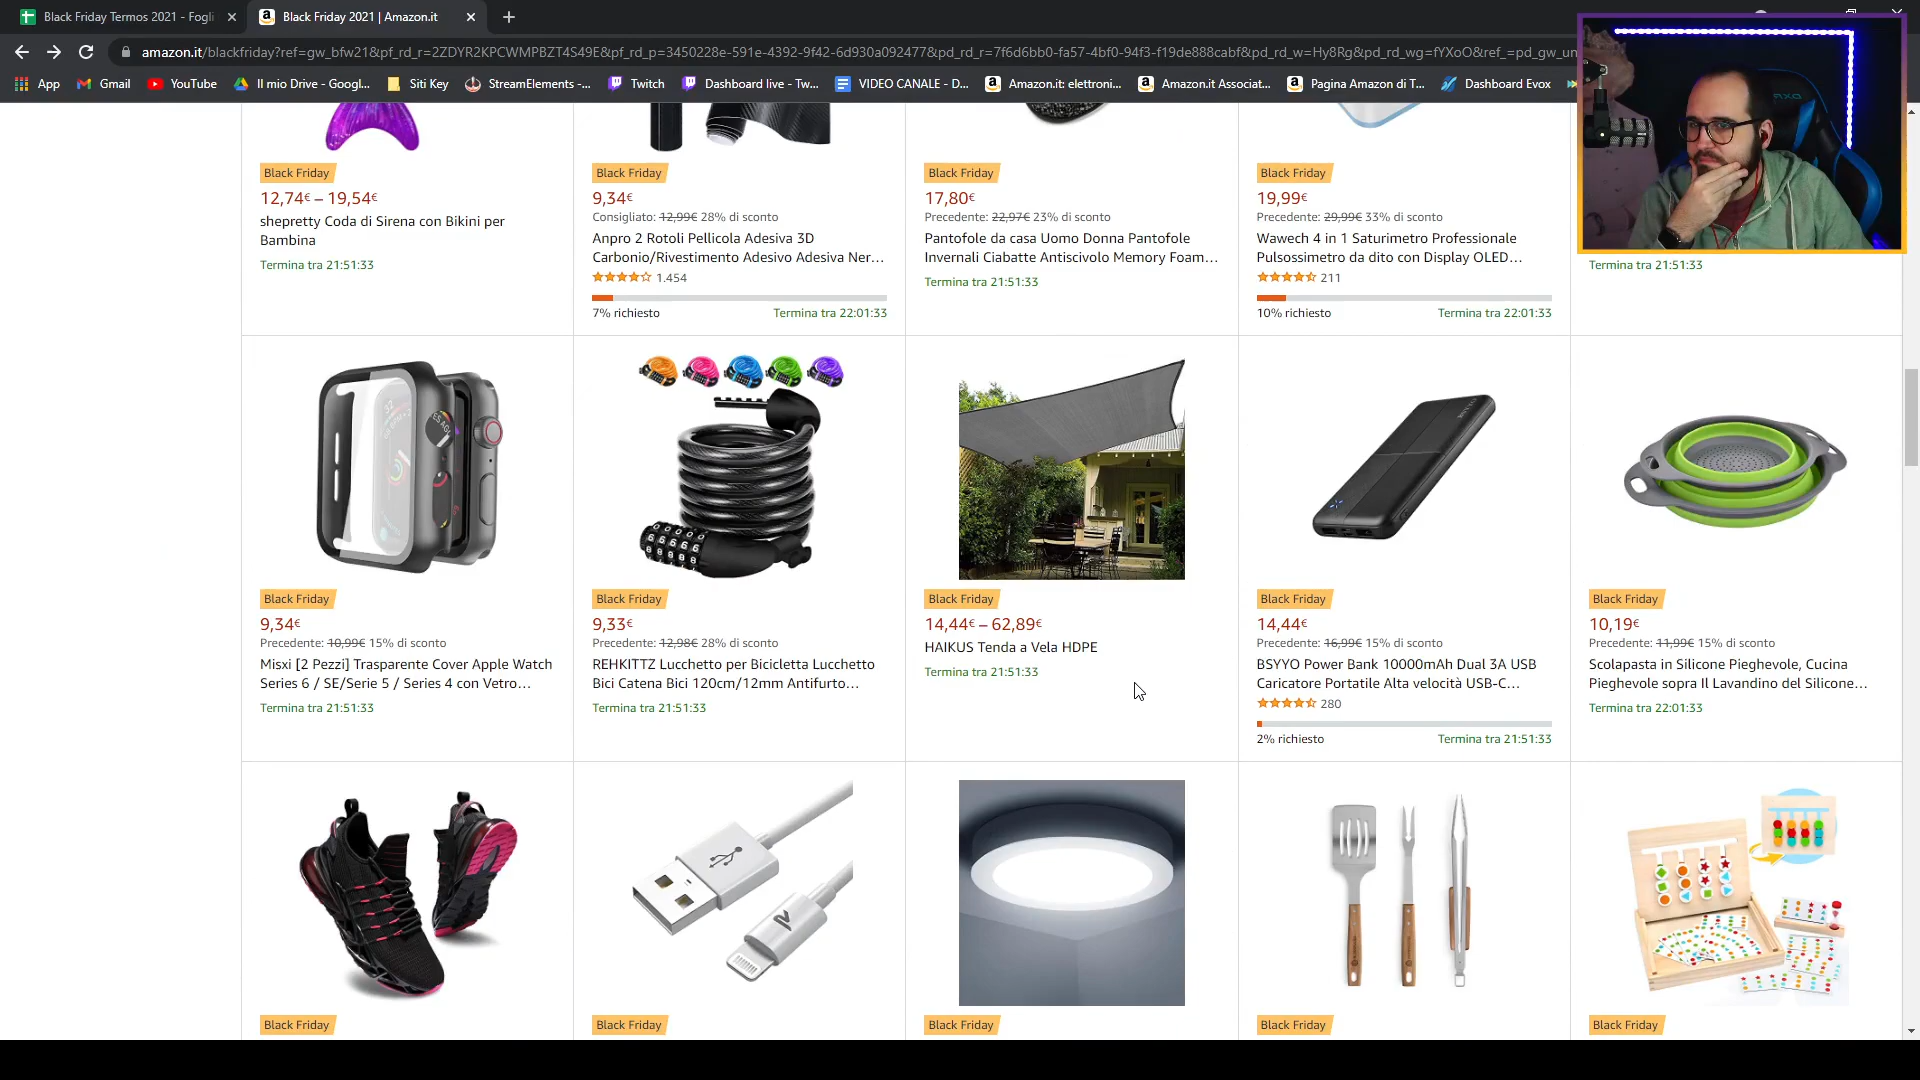 Black Friday Termos 2021 - Fogli
Black Friday 2021 | Amazon.it
amazon.it/blackfriday?ref=gw_bfw21&pf_rd_r=2ZDYR2KPCWMPBZT4S49E&pf_rd_p=3450228e-591e-4392-9f42-6d930a092477&pd_rd_r=7f6d6bb0-fa57-4bf0-94f3-f19de888cabf&pd_rd_w=Hy8Rg&pd_rd_wg=fYXoO&ref_=pd_gw_un
App Gmail YouTube Il mio Drive - Googl... Siti Key StreamElements -... Twitch Dashboard live - Tw... VIDEO CANALE - D... Amazon.it: elettroni... Amazon.it Associat... Pagina Amazon di T... Dashboard Evox
Black Friday
12,74€ – 19,54€
shepretty Coda di Sirena con Bikini per
Bambina
Termina tra 21:51:33
Black Friday
9,34€
Consigliato: 12,99€ 28% di sconto
Anpro 2 Rotoli Pellicola Adesiva 3D
Carbonio/Rivestimento Adesivo Adesiva Ner...
1.454
7% richiesto Termina tra 22:01:33
Black Friday
17,80€
Precedente: 22,97€ 23% di sconto
Pantofole da casa Uomo Donna Pantofole
Invernali Ciabatte Antiscivolo Memory Foam...
Termina tra 21:51:33
Black Friday
19,99€
Precedente: 29,99€ 33% di sconto
Wawech 4 in 1 Saturimetro Professionale
Pulsossimetro da dito con Display OLED...
211
10% richiesto Termina tra 22:01:33
Termina tra 21:51:33
Black Friday
9,34€
Precedente: 10,99€ 15% di sconto
Misxi [2 Pezzi] Trasparente Cover Apple Watch
Series 6 / SE/Serie 5 / Series 4 con Vetro...
Termina tra 21:51:33
Black Friday
9,33€
Precedente: 12,98€ 28% di sconto
REHKITTZ Lucchetto per Bicicletta Lucchetto
Bici Catena Bici 120cm/12mm Antifurto...
Termina tra 21:51:33
Black Friday
14,44€ – 62,89€
HAIKUS Tenda a Vela HDPE
Termina tra 21:51:33
Black Friday
14,44€
Precedente: 16,99€ 15% di sconto
BSYYO Power Bank 10000mAh Dual 3A USB
Caricatore Portatile Alta velocità USB-C...
280
2% richiesto Termina tra 21:51:33
Black Friday
10,19€
Precedente: 11,99€ 15% di sconto
Scolapasta in Silicone Pieghevole, Cucina
Pieghevole sopra Il Lavandino del Silicone...
Termina tra 22:01:33
Black Friday
Black Friday
Black Friday
Black Friday
Black Friday